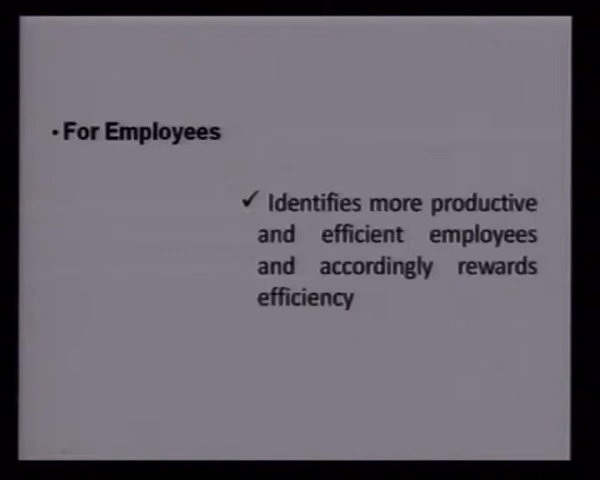 • For Employees
✓ Identifies more productive
and efficient employees
and accordingly rewards
efficiency